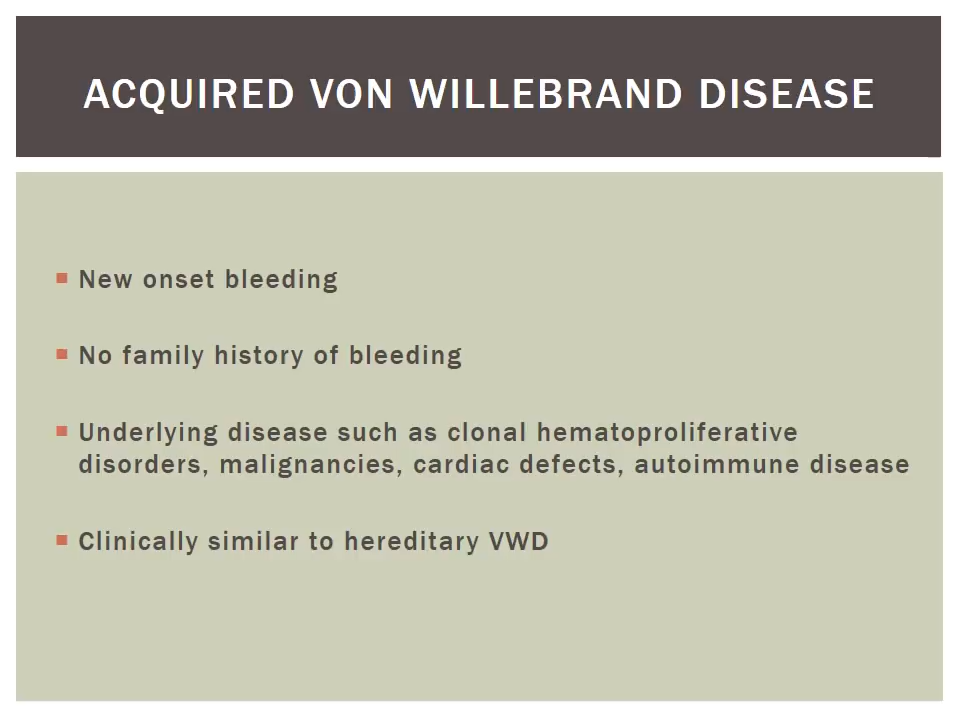 ACQUIRED VON WILLEBRAND DISEASE
New onset bleeding
No family history of bleeding
Underlying disease such as clonal hematoproliferative
disorders, malignancies, cardiac defects, autoimmune disease
Clinically similar to hereditary VWD